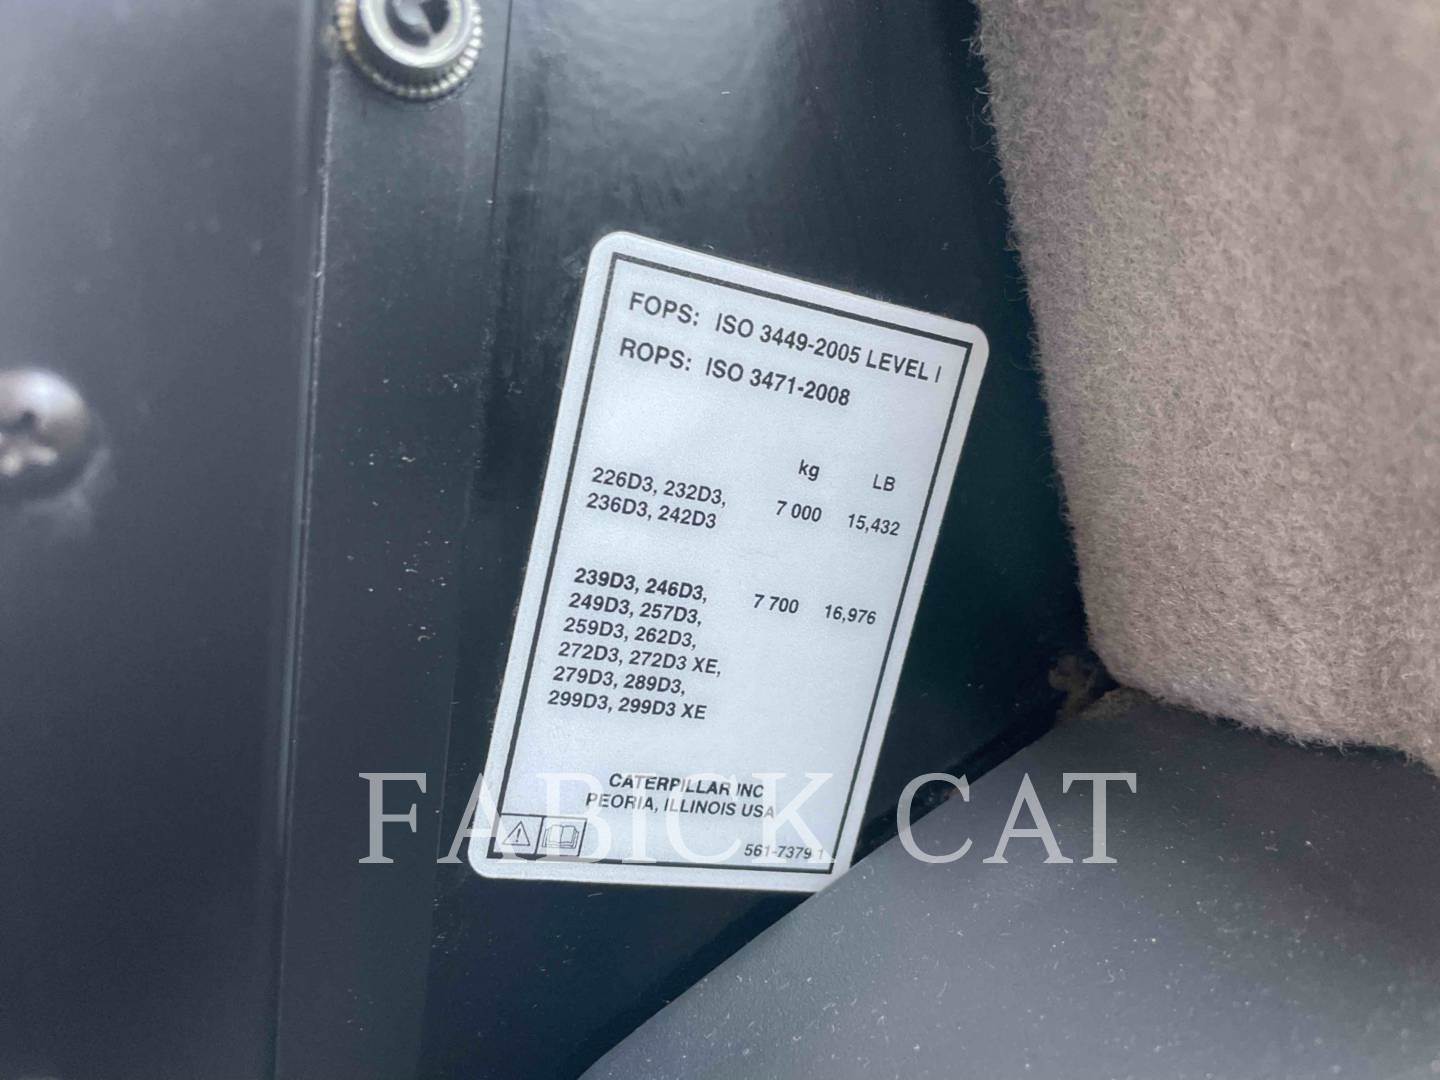 FOPS: ISO 3449-2005 LEVEL I
ROPS: ISO 3471-2008
kg LB
226D3, 232D3, 7 000 15,432
236D3, 242D3
239D3, 246D3, 7 700 16,976
249D3, 257D3,
259D3, 262D3,
272D3, 272D3 XE,
279D3, 289D3,
299D3, 299D3 XE
CATERPILLAR INC
PEORIA, ILLINOIS USA
561-7379 1
FABICK CAT